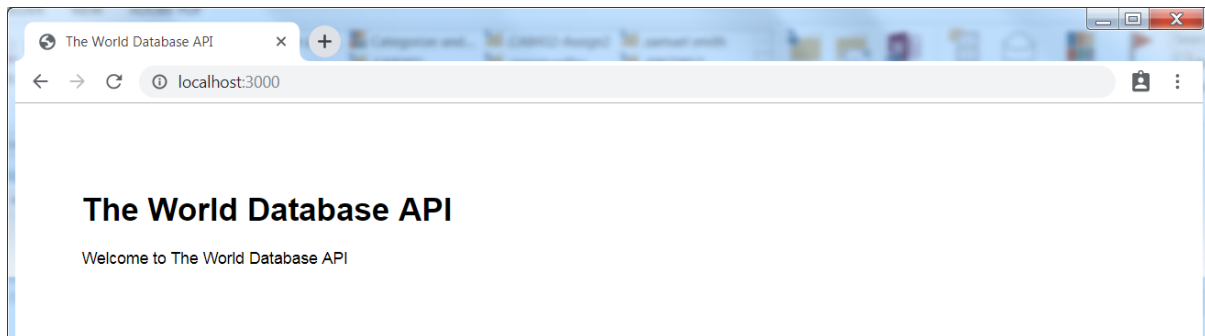 The World Database API
localhost:3000
The World Database API
Welcome to The World Database API